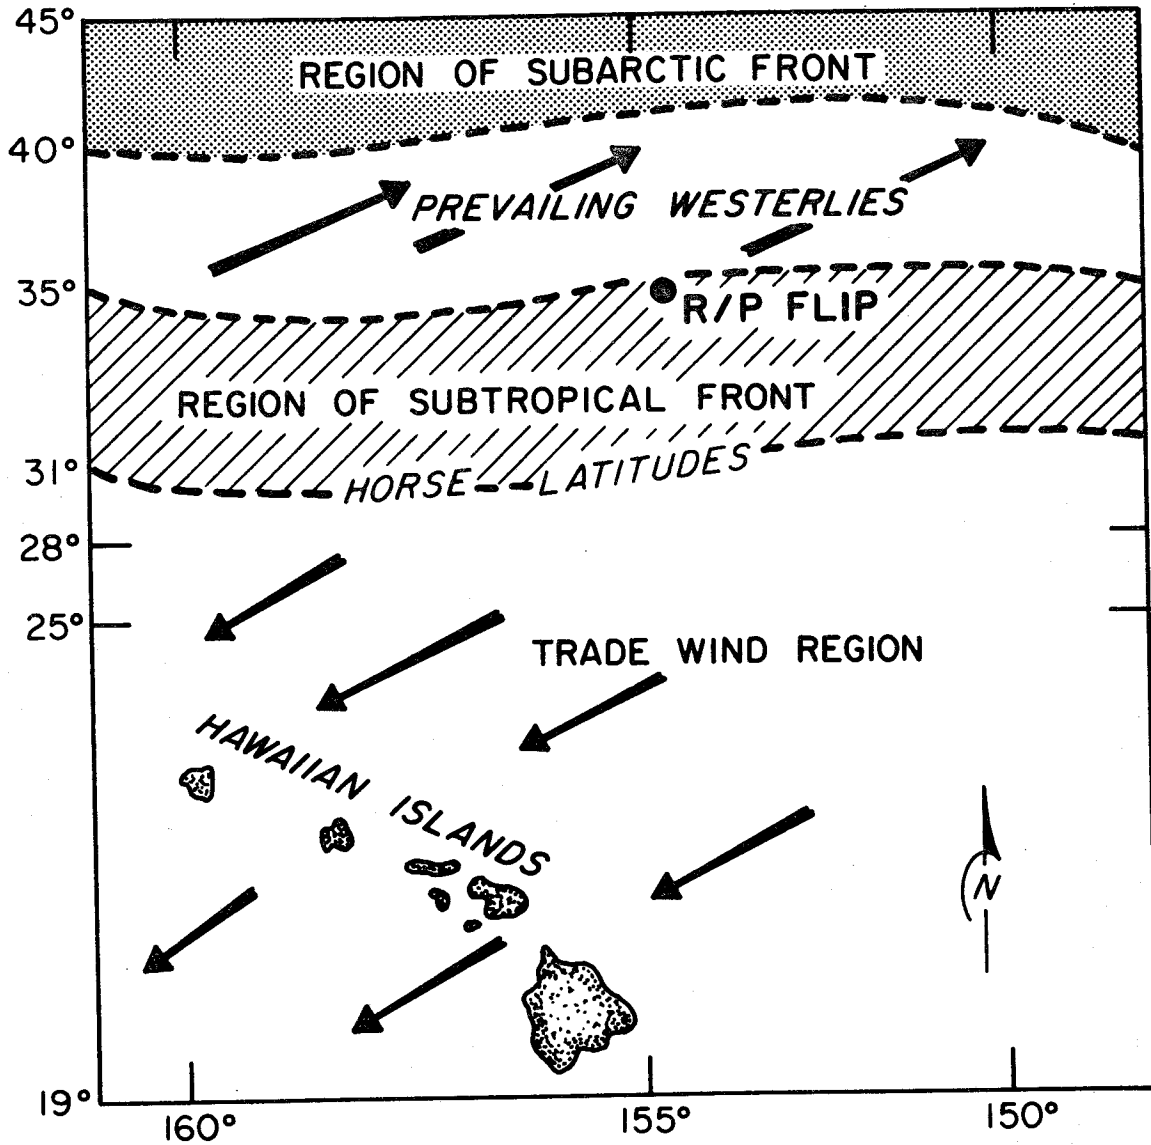 45°
REGION OF SUBARCTIC FRONT
40°
PREVAILING WESTERLIES
35°
R/P FLIP
REGION OF SUBTROPICAL FRONT
31°
HORSE LATITUDES
28°
25°
TRADE WIND REGION
HAWAIIAN ISLANDS
N
19°
160°
155°
150°